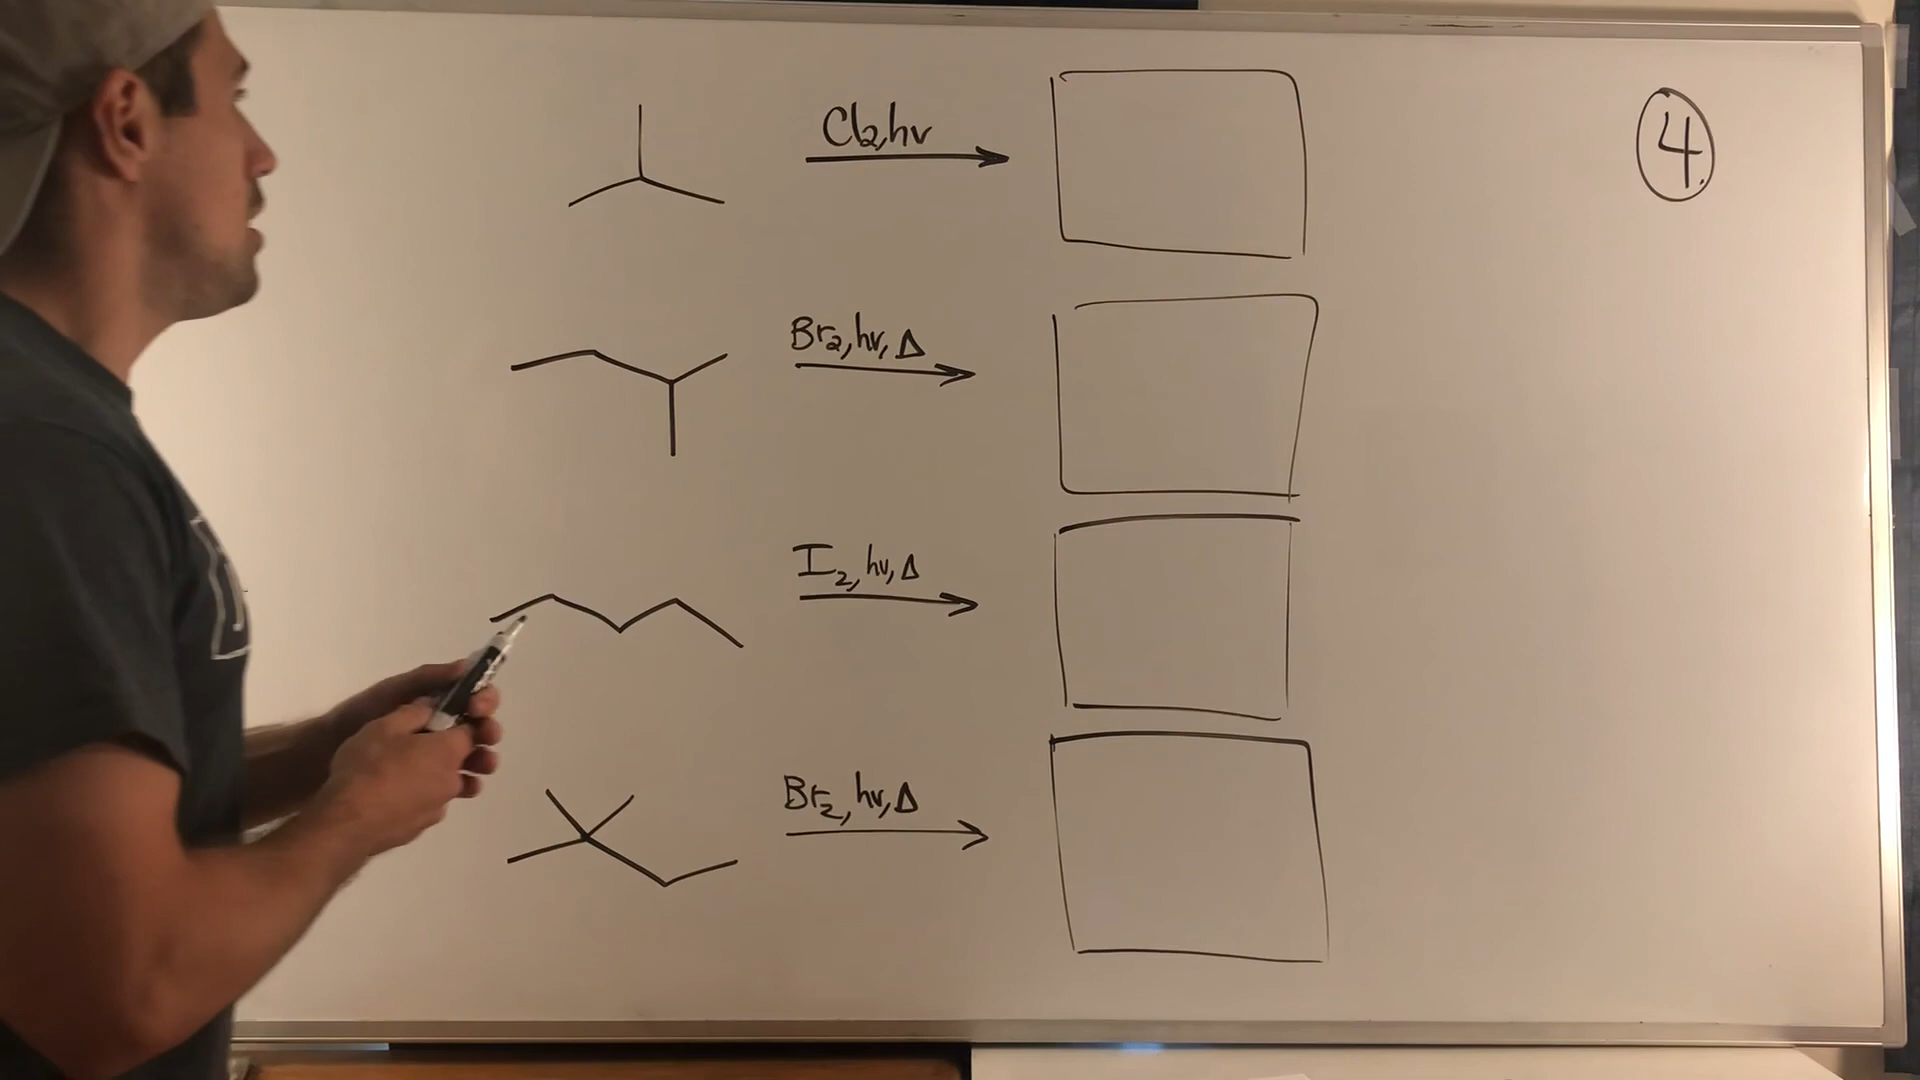 Cl2, hv
4.
Br2, hv, Δ
I2, hv, Δ
Br2, hv, Δ